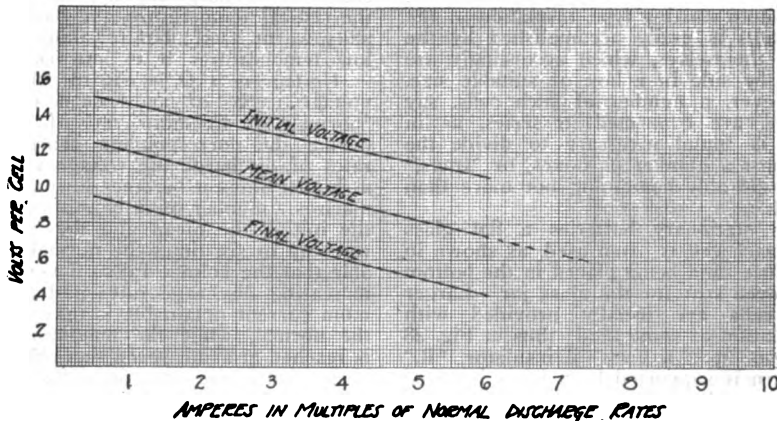 1.6
1.4
1.2
1.0
.8
.6
.4
.2
VOLTS PER CELL
INITIAL VOLTAGE
MEAN VOLTAGE
FINAL VOLTAGE
1 2 3 4 5 6 7 8 9 10
AMPERES IN MULTIPLES OF NORMAL DISCHARGE RATES